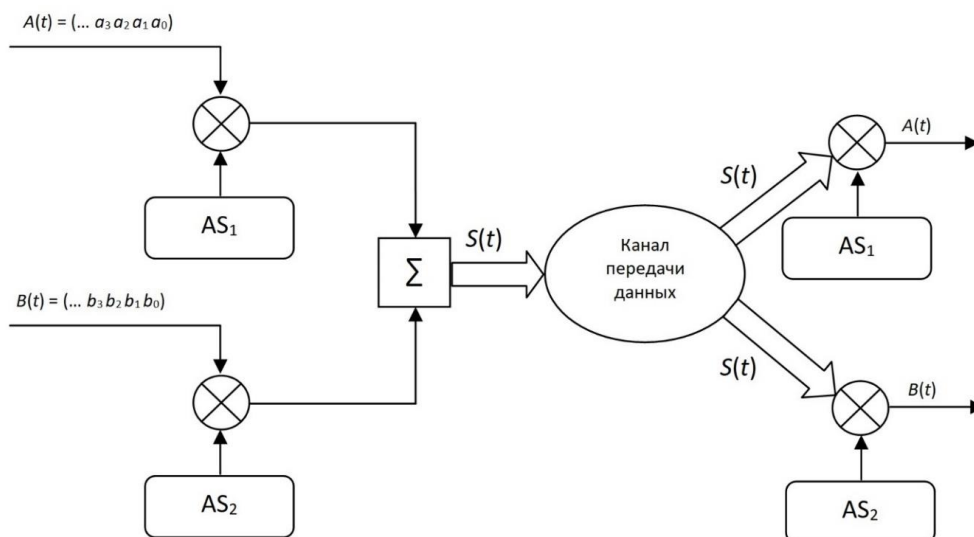 A(t) = (... a₃ a₂ a₁ a₀)
AS₁
B(t) = (... b₃ b₂ b₁ b₀)
AS₂
Σ
S(t)
Канал
передачи
данных
S(t)
S(t)
A(t)
AS₁
B(t)
AS₂